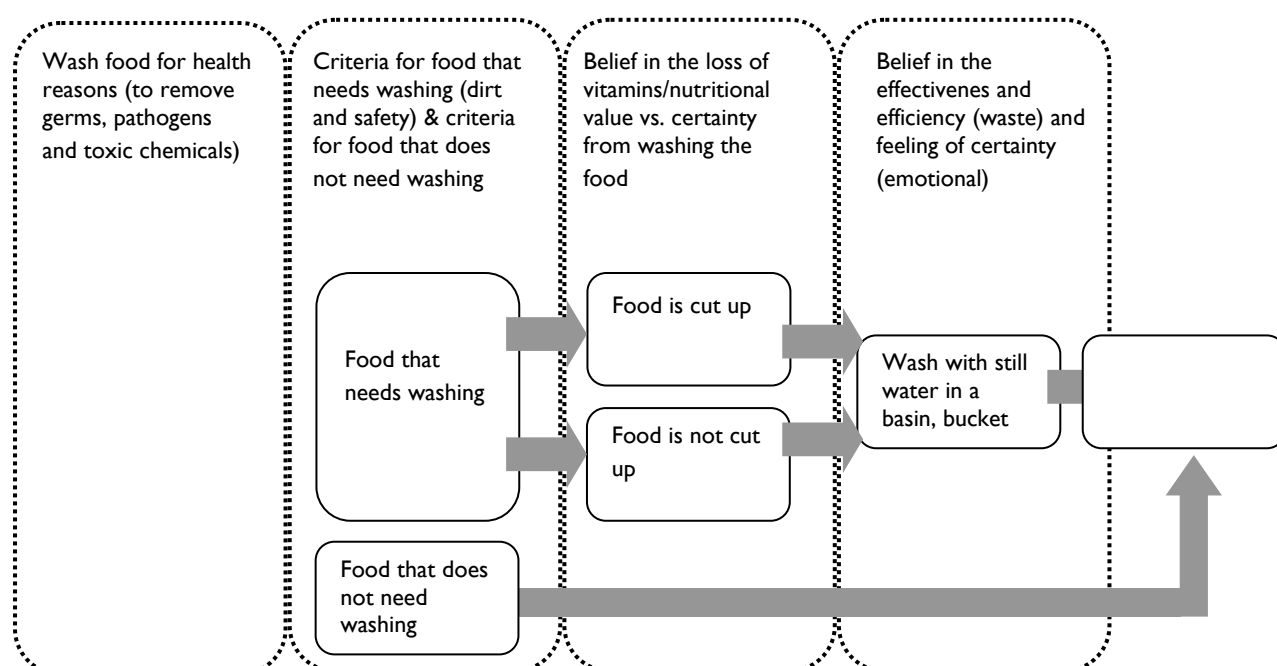 Wash food for health
reasons (to remove
germs, pathogens
and toxic chemicals)
Criteria for food that
needs washing (dirt
and safety) & criteria
for food that does
not need washing
Belief in the loss of
vitamins/nutritional
value vs. certainty
from washing the
food
Belief in the
effectivenes and
efficiency (waste) and
feeling of certainty
(emotional)
Food that
needs washing
Food is cut up
Food is not cut
up
Wash with still
water in a
basin, bucket
Food that does
not need
washing